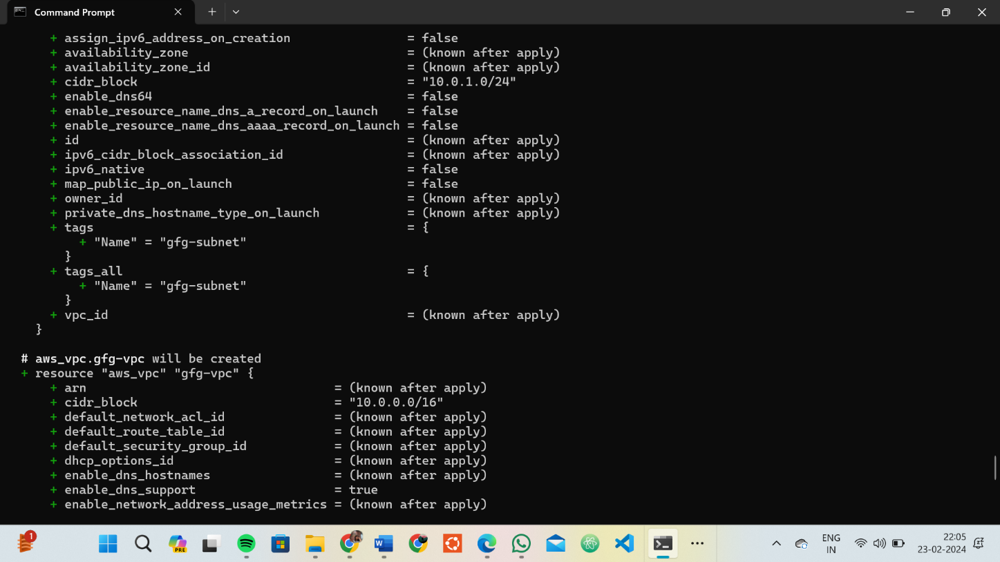 Command Prompt
+ assign_ipv6_address_on_creation = false
+ availability_zone = (known after apply)
+ availability_zone_id = (known after apply)
+ cidr_block = "10.0.1.0/24"
+ enable_dns64 = false
+ enable_resource_name_dns_a_record_on_launch = false
+ enable_resource_name_dns_aaaa_record_on_launch = false
+ id = (known after apply)
+ ipv6_cidr_block_association_id = (known after apply)
+ ipv6_native = false
+ map_public_ip_on_launch = false
+ owner_id = (known after apply)
+ private_dns_hostname_type_on_launch = (known after apply)
+ tags = {
+ "Name" = "gfg-subnet"
}
+ tags_all = {
+ "Name" = "gfg-subnet"
}
+ vpc_id = (known after apply)
}
# aws_vpc.gfg-vpc will be created
+ resource "aws_vpc" "gfg-vpc" {
+ arn = (known after apply)
+ cidr_block = "10.0.0.0/16"
+ default_network_acl_id = (known after apply)
+ default_route_table_id = (known after apply)
+ default_security_group_id = (known after apply)
+ dhcp_options_id = (known after apply)
+ enable_dns_hostnames = (known after apply)
+ enable_dns_support = true
+ enable_network_address_usage_metrics = (known after apply)
1
PRE
W
ENG
IN
22:05
23-02-2024